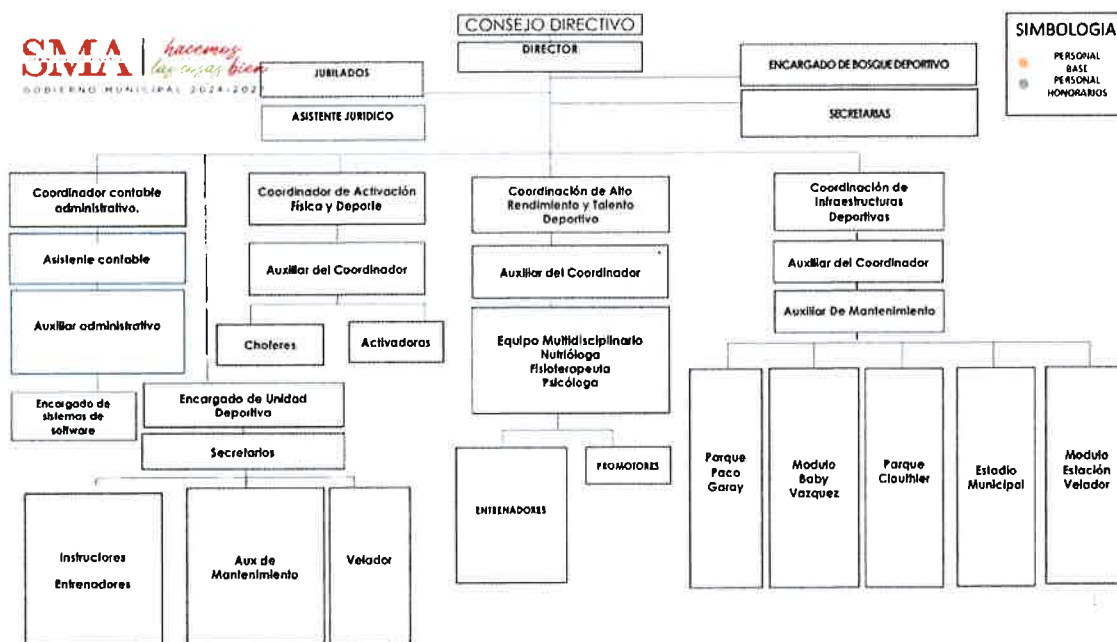 CONSEJO DIRECTIVO
DIRECTOR
SMA
hacemos
las cosas bien
GOBIERNO MUNICIPAL 2024-2027
JUBILADOS
ASISTENTE JURIDICO
ENCARGADO DE BOSQUE DEPORTIVO
SECRETARIAS
SIMBOLOGIA
PERSONAL
BASE
PERSONAL
HONORARIOS
Coordinador contable
administrativo.
Asistente contable
Auxiliar administrativo
Encargado de
sistemas de
software
Coordinador de Activación
Física y Deporte
Auxiliar del Coordinador
Choferes
Activadoras
Encargado de Unidad
Deportiva
Secretarios
Instructores
Entrenadores
Aux de
Mantenimiento
Velador
Coordinación de Alto
Rendimiento y Talento
Deportivo
Auxiliar del Coordinador
Equipo Multidisciplinario
Nutrióloga
Fisioterapeuta
Psicóloga
ENTRENADORES
PROMOTORES
Coordinación de
Infraestructuras
Deportivas
Auxiliar del Coordinador
Auxiliar De Mantenimiento
Parque
Paco
Garay
Modulo
Baby
Vazquez
Parque
Clouthier
Estadio
Municipal
Modulo
Estación
Velador